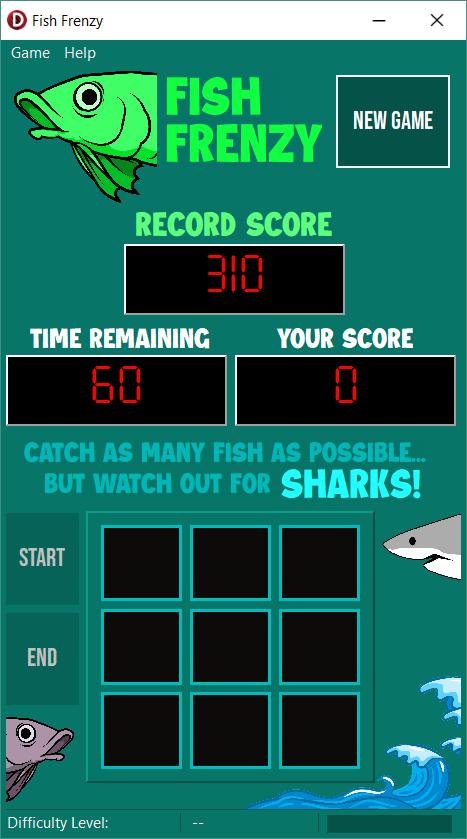 D Fish Frenzy
Game Help
FISH
FRENZY
NEW GAME
RECORD SCORE
310
TIME REMAINING YOUR SCORE
60 0
CATCH AS MANY FISH AS POSSIBLE...
BUT WATCH OUT FOR SHARKS!
START
END
Difficulty Level: --